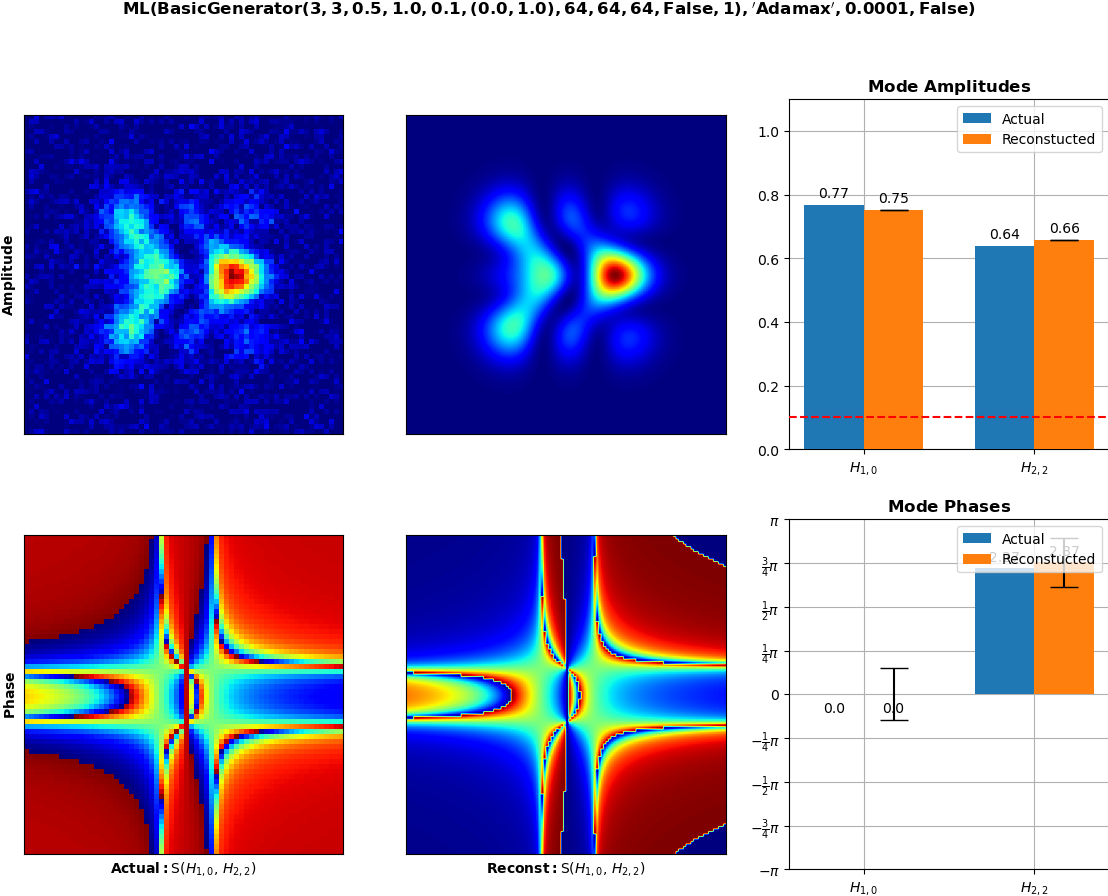 ML(BasicGenerator(3, 3, 0.5, 1.0, 0.1, (0.0, 1.0), 64, 64, 64, False, 1), ′Adamax′, 0.0001, False)
Mode Amplitudes
Amplitude
1.0
0.8
0.6
0.4
0.2
0.0
Actual
Reconstucted
0.77
0.75
0.64
0.66
H1,0
H2,2
Mode Phases
Phase
π
3/4π
1/2π
1/4π
0
−1/4π
−1/2π
−3/4π
−π
Actual
Reconstucted
0.0
0.0
H1,0
H2,2
Actual: S(H1,0, H2,2)
Reconst: S(H1,0, H2,2)